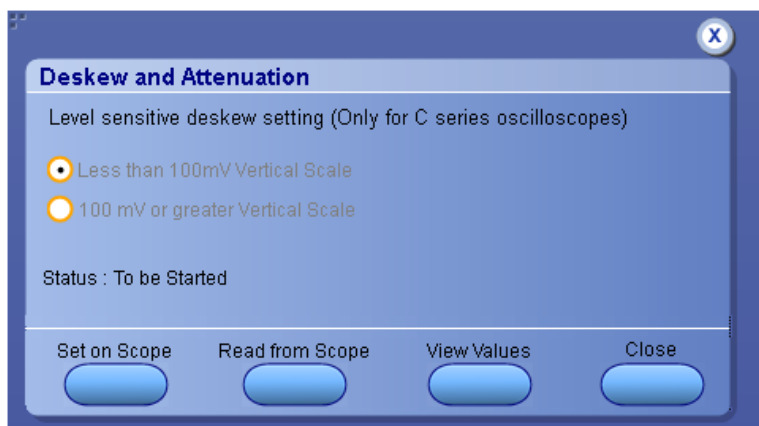 X
Deskew and Attenuation
Level sensitive deskew setting (Only for C series oscilloscopes)
Less than 100mV Vertical Scale
100 mV or greater Vertical Scale
Status : To be Started
Set on Scope Read from Scope View Values Close